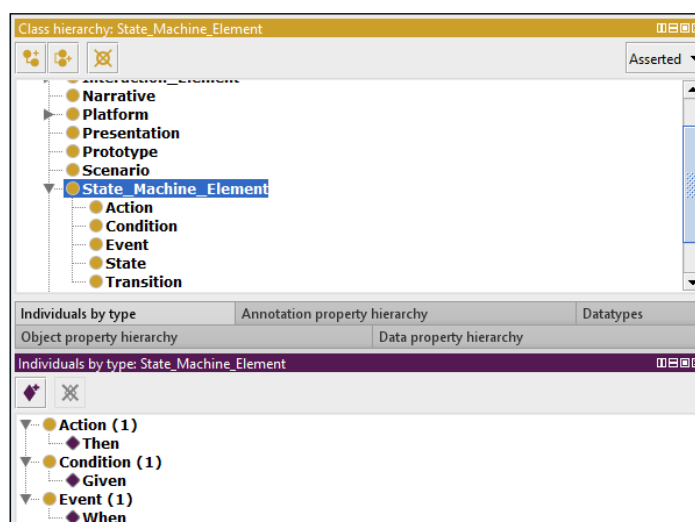 Class hierarchy: State_Machine_Element
Asserted
Interaction_Element
Narrative
Platform
Presentation
Prototype
Scenario
State_Machine_Element
Action
Condition
Event
State
Transition
Individuals by type Annotation property hierarchy Datatypes
Object property hierarchy Data property hierarchy
Individuals by type: State_Machine_Element
Action (1)
Then
Condition (1)
Given
Event (1)
When